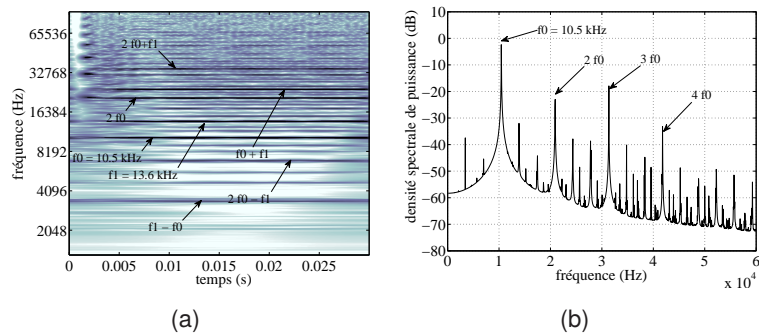 65536
32768
16384
8192
4096
2048
fréquence (Hz)
2 f0+f1
2 f0
f0 = 10.5 kHz
f1 = 13.6 kHz
f0 + f1
2 f0 − f1
f1 − f0
0
0.005
0.01
0.015
0.02
0.025
temps (s)
(a)
10
0
−10
−20
−30
−40
−50
−60
−70
−80
densité spectrale de puissance (dB)
f0 = 10.5 kHz
2 f0
3 f0
4 f0
0
1
2
3
4
5
6
x 10⁴
fréquence (Hz)
(b)